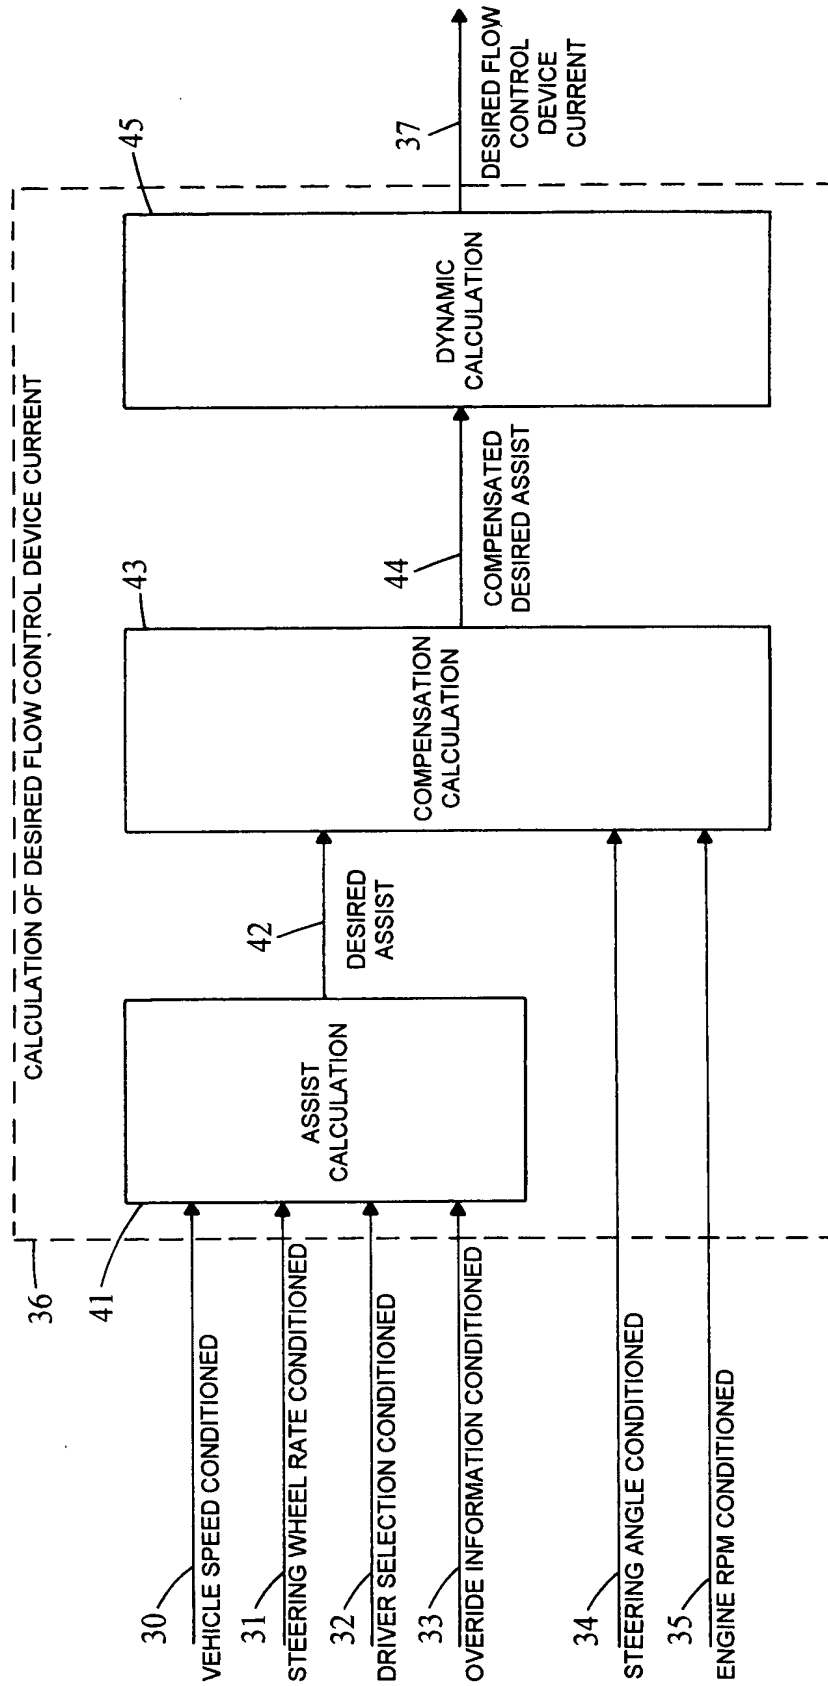 CALCULATION OF DESIRED FLOW CONTROL DEVICE CURRENT
36
41
ASSIST
CALCULATION
42
DESIRED
ASSIST
43
COMPENSATION
CALCULATION
44
COMPENSATED
DESIRED ASSIST
45
DYNAMIC
CALCULATION
37
DESIRED FLOW
CONTROL
DEVICE
CURRENT
30
VEHICLE SPEED CONDITIONED
31
STEERING WHEEL RATE CONDITIONED
32
DRIVER SELECTION CONDITIONED
33
OVERIDE INFORMATION CONDITIONED
34
STEERING ANGLE CONDITIONED
35
ENGINE RPM CONDITIONED